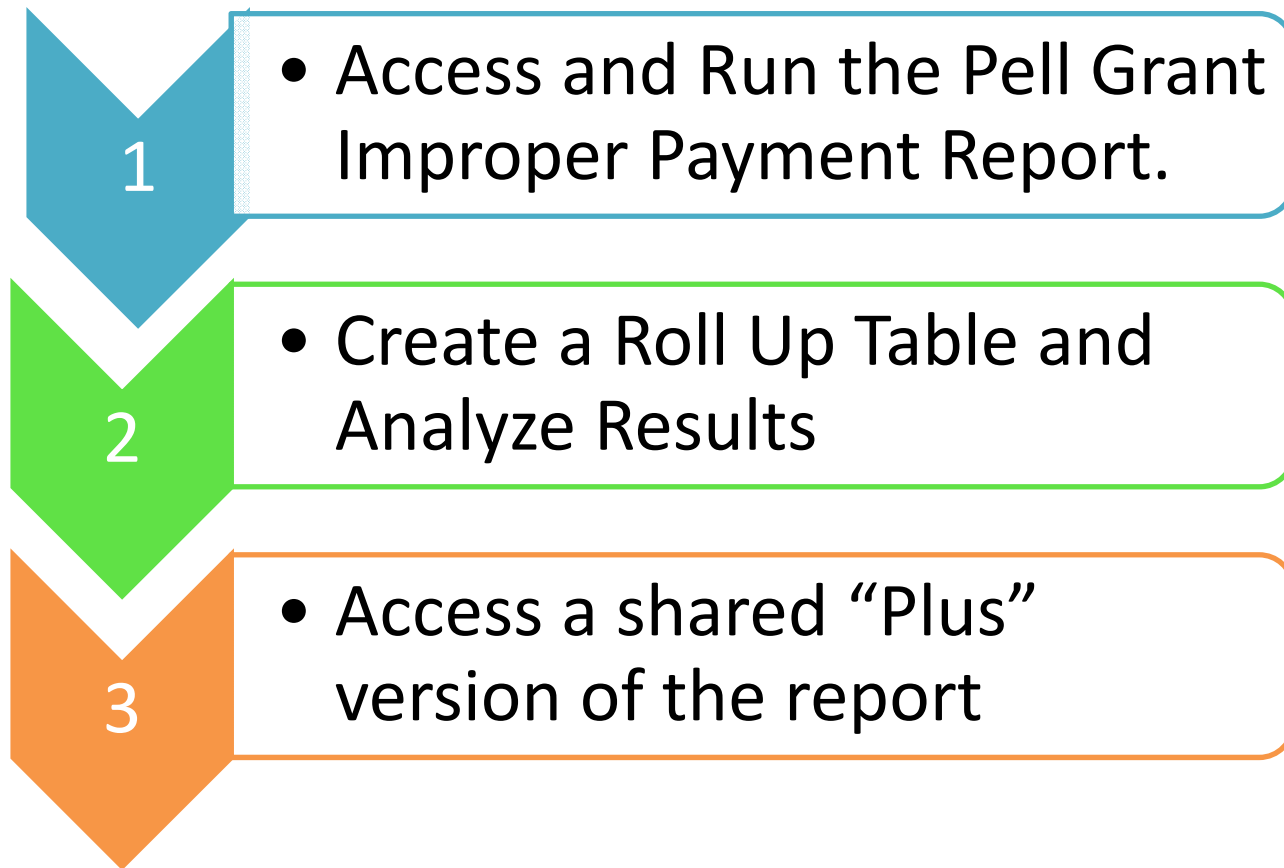 1
• Access and Run the Pell Grant
Improper Payment Report.
2
• Create a Roll Up Table and
Analyze Results
3
• Access a shared “Plus”
version of the report